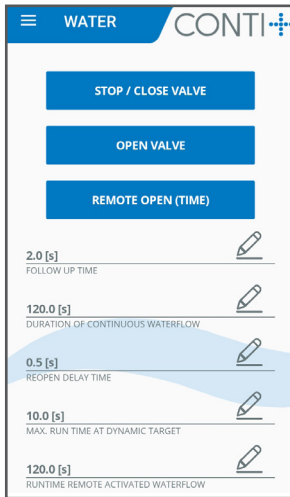 WATER
CONTI+
STOP / CLOSE VALVE
OPEN VALVE
REMOTE OPEN (TIME)
2.0 [s]
FOLLOW UP TIME
120.0 [s]
DURATION OF CONTINUOUS WATERFLOW
0.5 [s]
REOPEN DELAY TIME
10.0 [s]
MAX. RUN TIME AT DYNAMIC TARGET
120.0 [s]
RUNTIME REMOTE ACTIVATED WATERFLOW